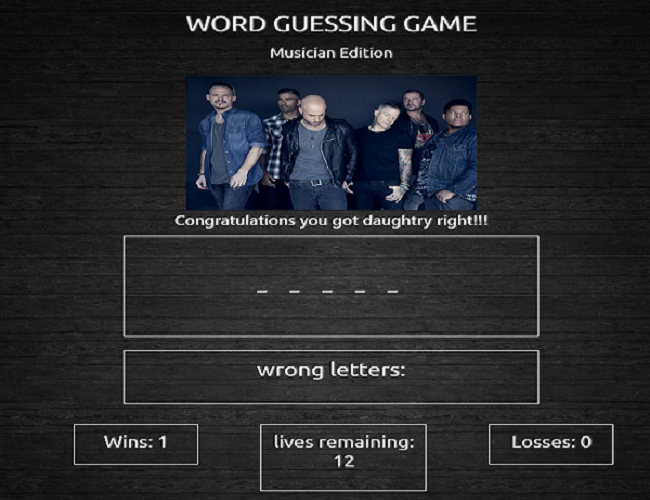 WORD GUESSING GAME
Musician Edition
Congratulations you got daughtry right!!!
_ _ _ _ _
wrong letters:
Wins: 1
lives remaining:
12
Losses: 0